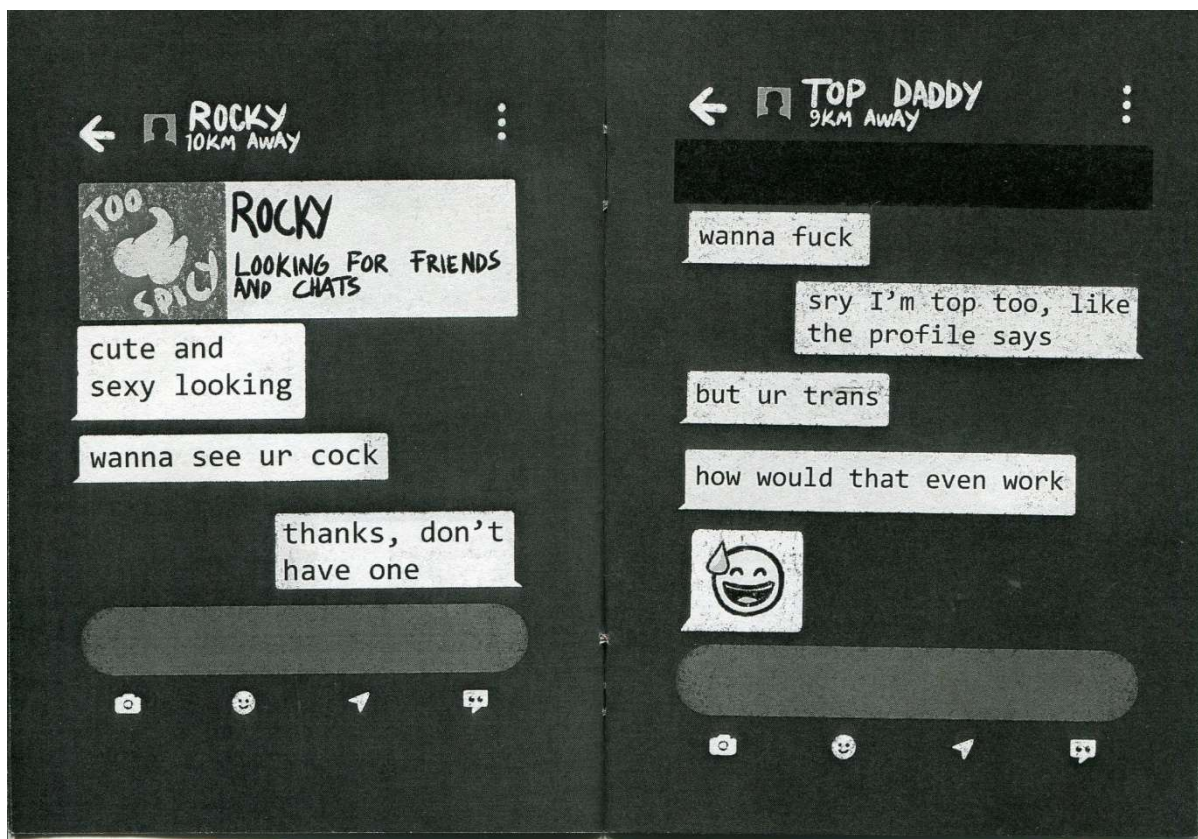 ROCKY
10KM AWAY
TOO
SPICY
ROCKY
LOOKING FOR FRIENDS
AND CHATS
cute and
sexy looking
wanna see ur cock
thanks, don't
have one
TOP DADDY
9KM AWAY
wanna fuck
sry I'm top too, like
the profile says
but ur trans
how would that even work